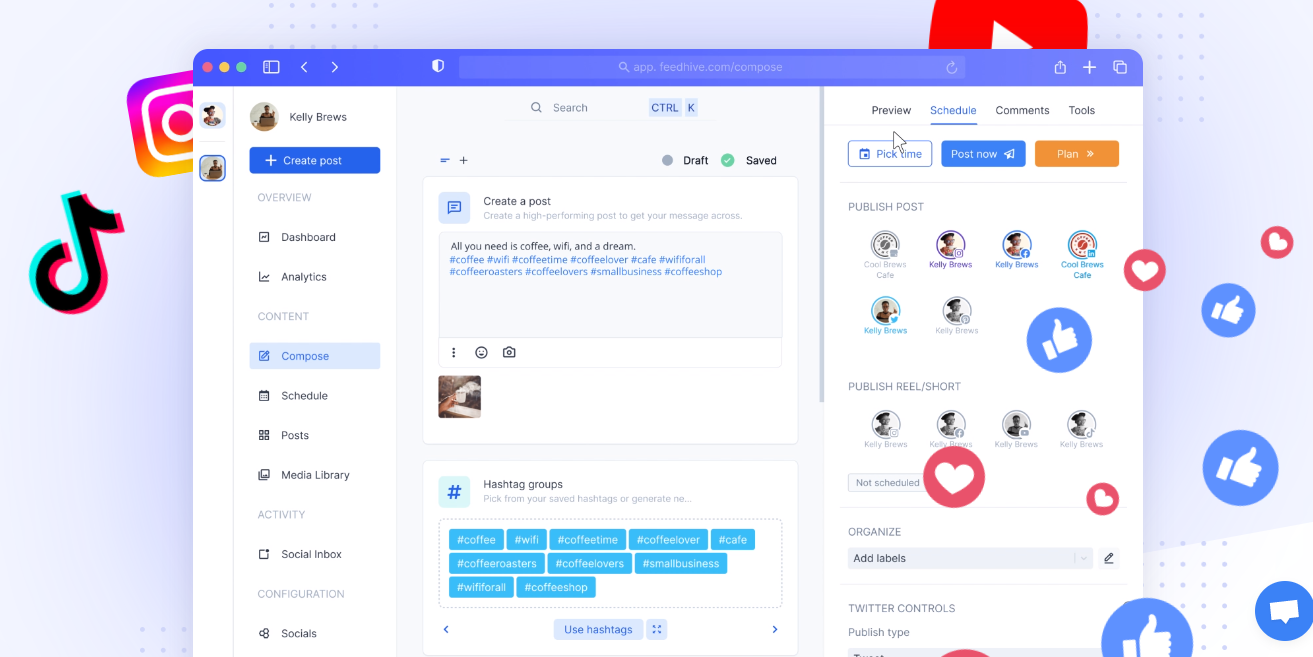 app. feedhive.com/compose
Kelly Brews
Create post
OVERVIEW
Dashboard
Analytics
CONTENT
Compose
Schedule
Posts
Media Library
ACTIVITY
Social Inbox
CONFIGURATION
Socials
Search
CTRL K
Draft
Saved
Create a post
Create a high-performing post to get your message across.
All you need is coffee, wifi, and a dream.
#coffee #wifi #coffeetime #coffeelover #cafe #wififorall
#coffeeroasters #coffeelovers #smallbusiness #coffeeshop
Hashtag groups
Pick from your saved hashtags or generate ne...
#coffee #wifi #coffeetime #coffeelover #cafe
#coffeeroasters #coffeelovers #smallbusiness
#wififorall #coffeeshop
Use hashtags
Preview Schedule Comments Tools
Pick time Post now Plan
PUBLISH POST
Cool Brews Cafe
Kelly Brews
Kelly Brews
Cool Brews Cafe
Kelly Brews
Kelly Brews
PUBLISH REEL/SHORT
Kelly Brews
Kelly Brews
Kelly Brews
Kelly Brews
Not scheduled
ORGANIZE
Add labels
TWITTER CONTROLS
Publish type
Tweet